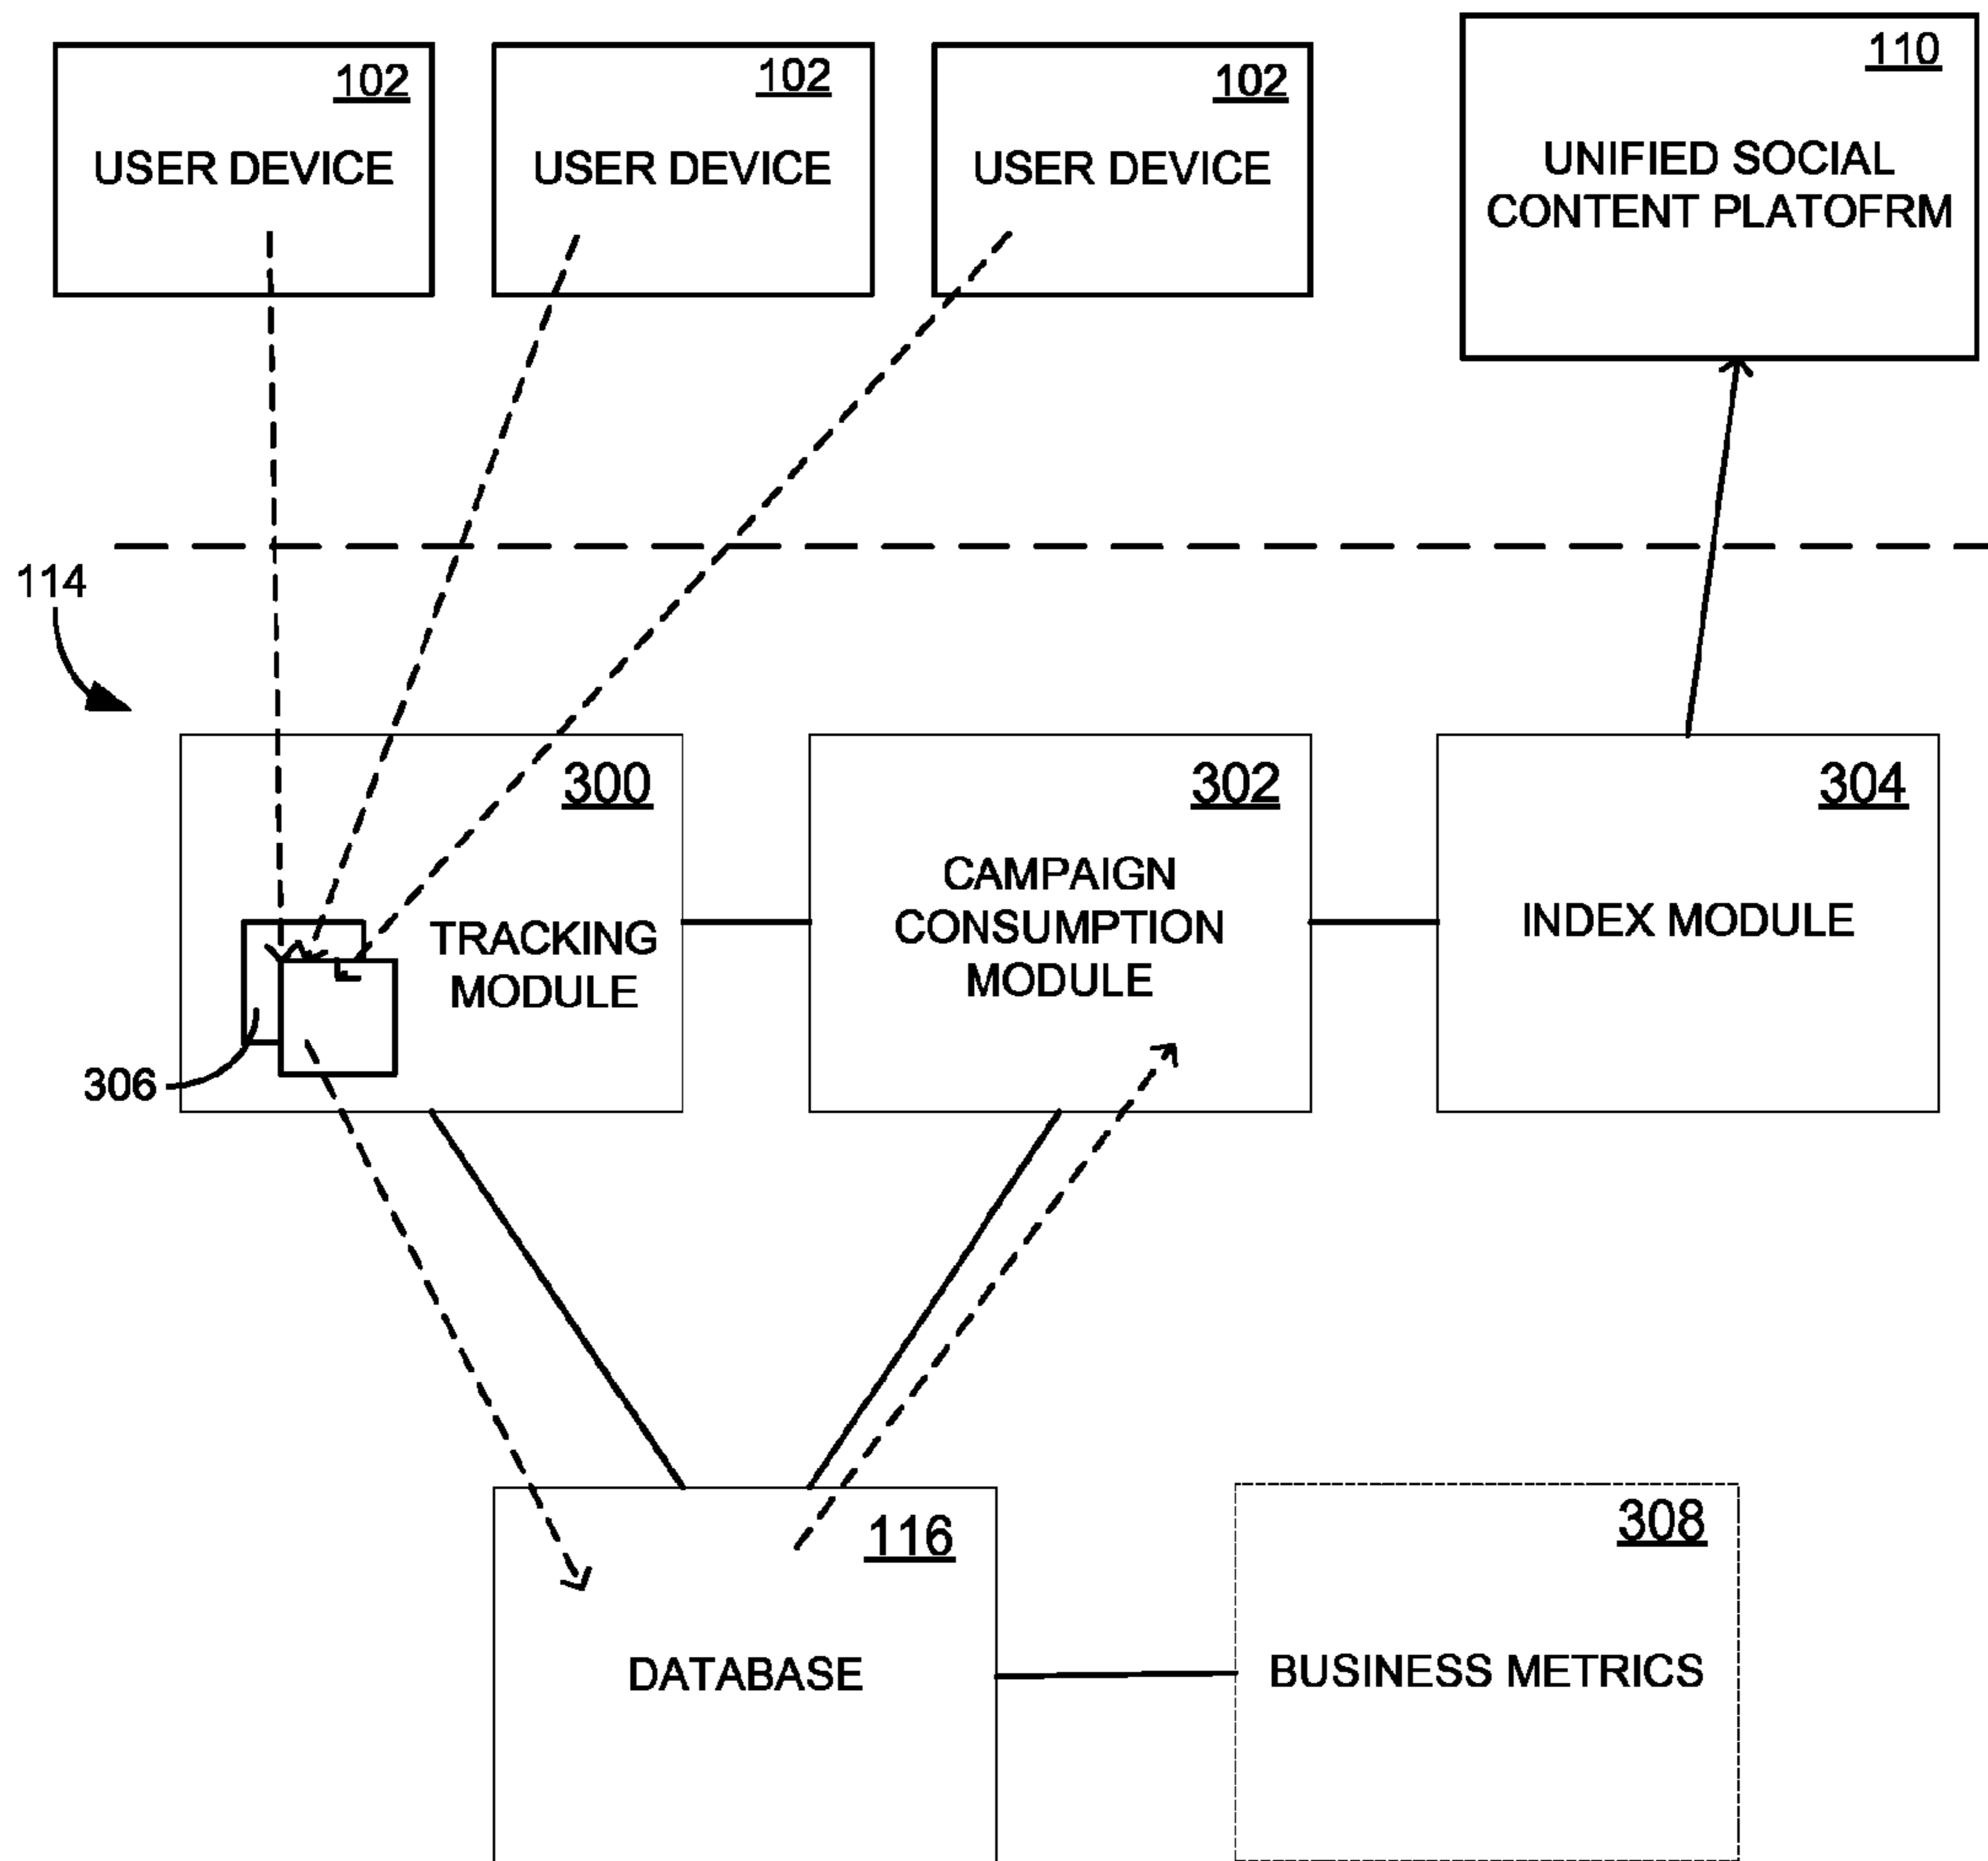 102
USER DEVICE
102
USER DEVICE
102
USER DEVICE
110
UNIFIED SOCIAL
CONTENT PLATOFRM
114
300
TRACKING
MODULE
306
302
CAMPAIGN
CONSUMPTION
MODULE
304
INDEX MODULE
116
DATABASE
308
BUSINESS METRICS